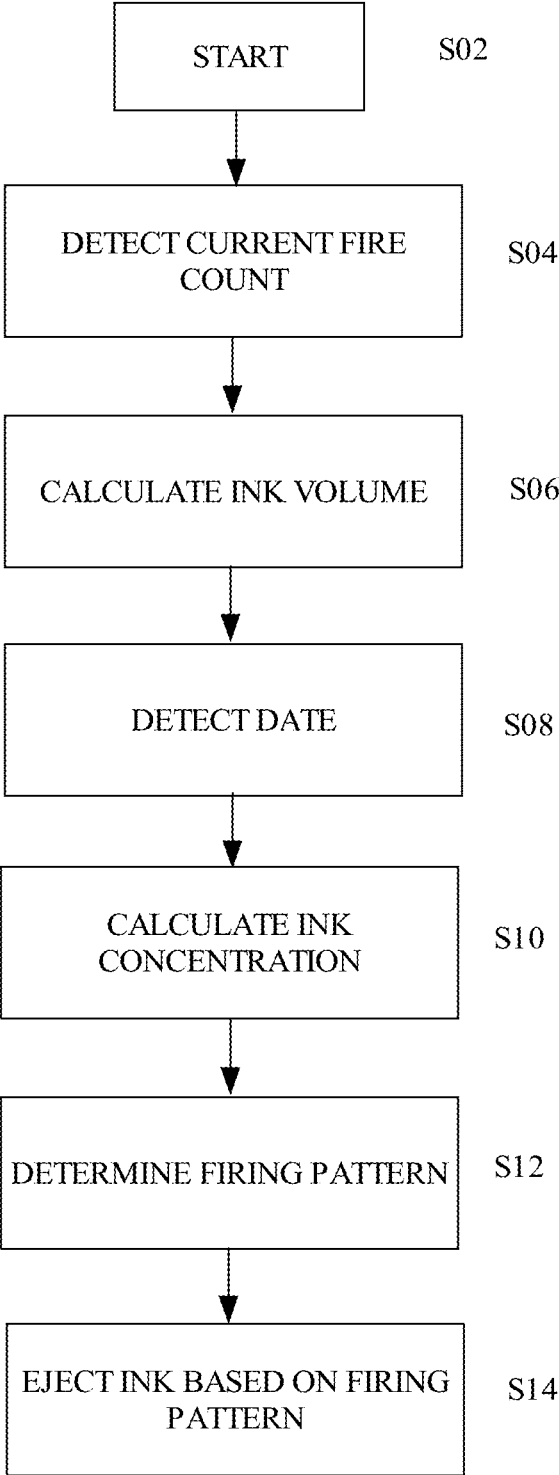 START
S02
DETECT CURRENT FIRE
COUNT
S04
CALCULATE INK VOLUME
S06
DETECT DATE
S08
CALCULATE INK
CONCENTRATION
S10
DETERMINE FIRING PATTERN
S12
EJECT INK BASED ON FIRING
PATTERN
S14